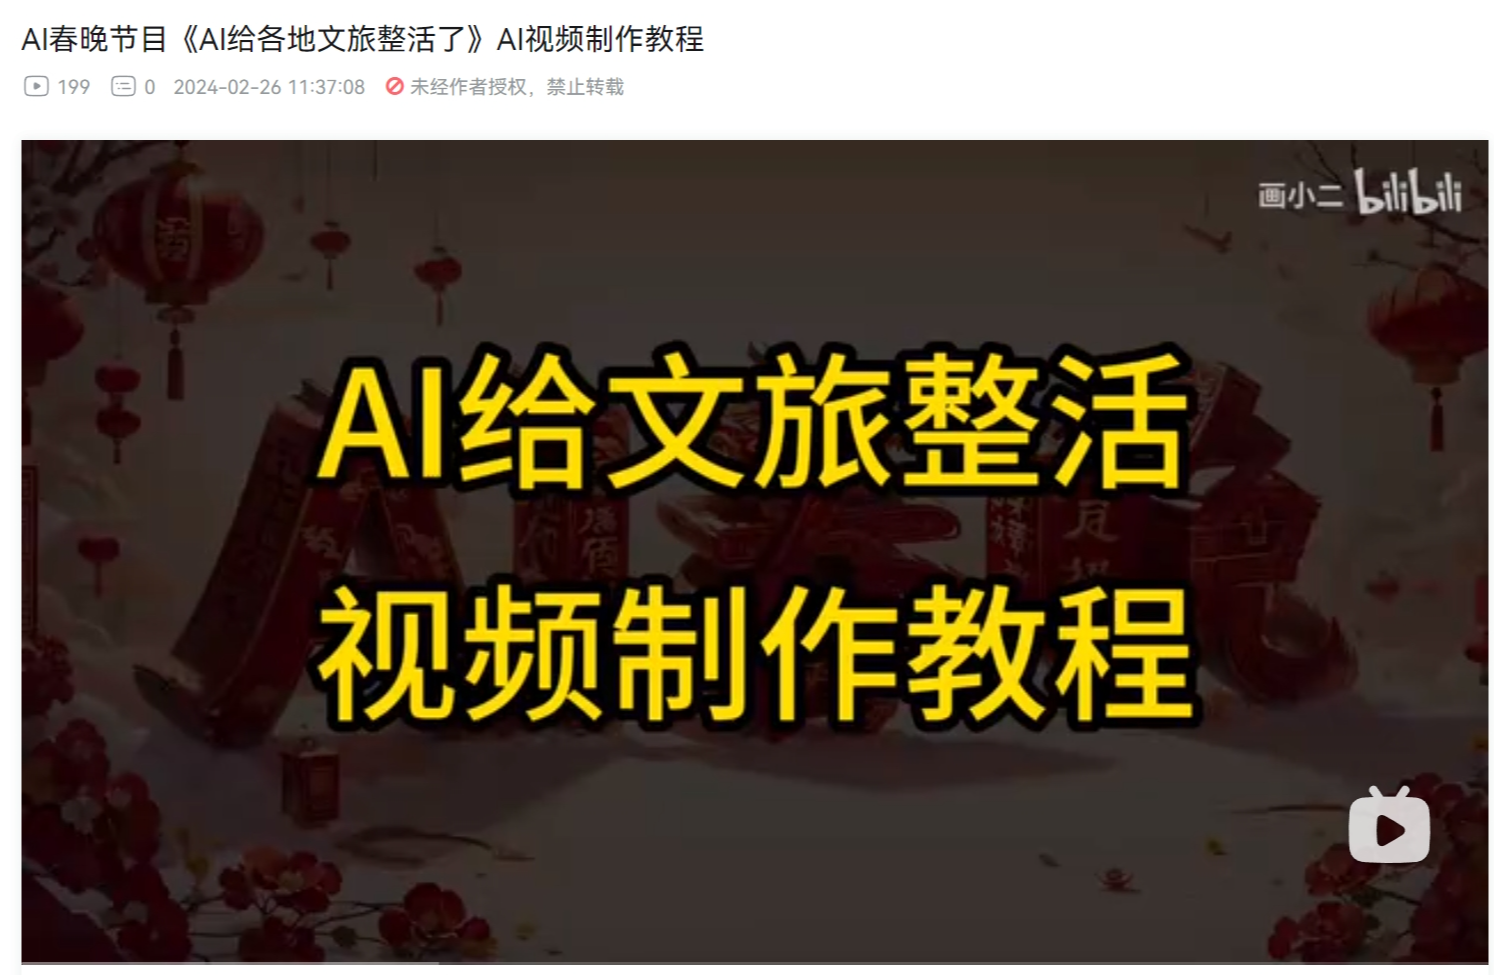 AI春晚节目《AI给各地文旅整活了》AI视频制作教程
199 0 2024-02-26 11:37:08 未经作者授权，禁止转载
画小二 bilibili
AI给文旅整活
视频制作教程